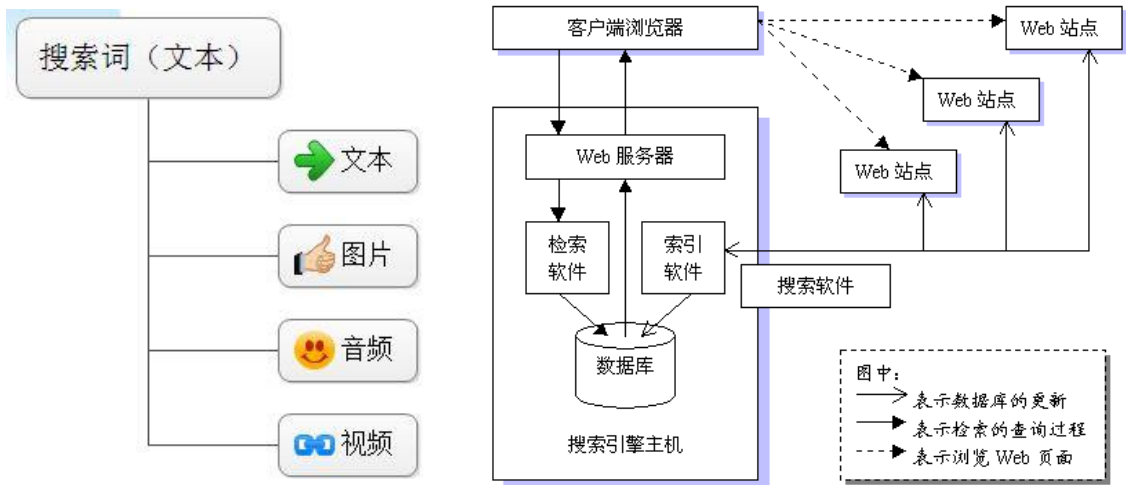 搜索词（文本）
文本
图片
音频
视频
客户端浏览器
Web 站点
Web 站点
Web 站点
Web 服务器
检索
软件
索引
软件
搜索软件
数据库
搜索引擎主机
图中：
表示数据库的更新
表示检索的查询过程
表示浏览 Web 页面